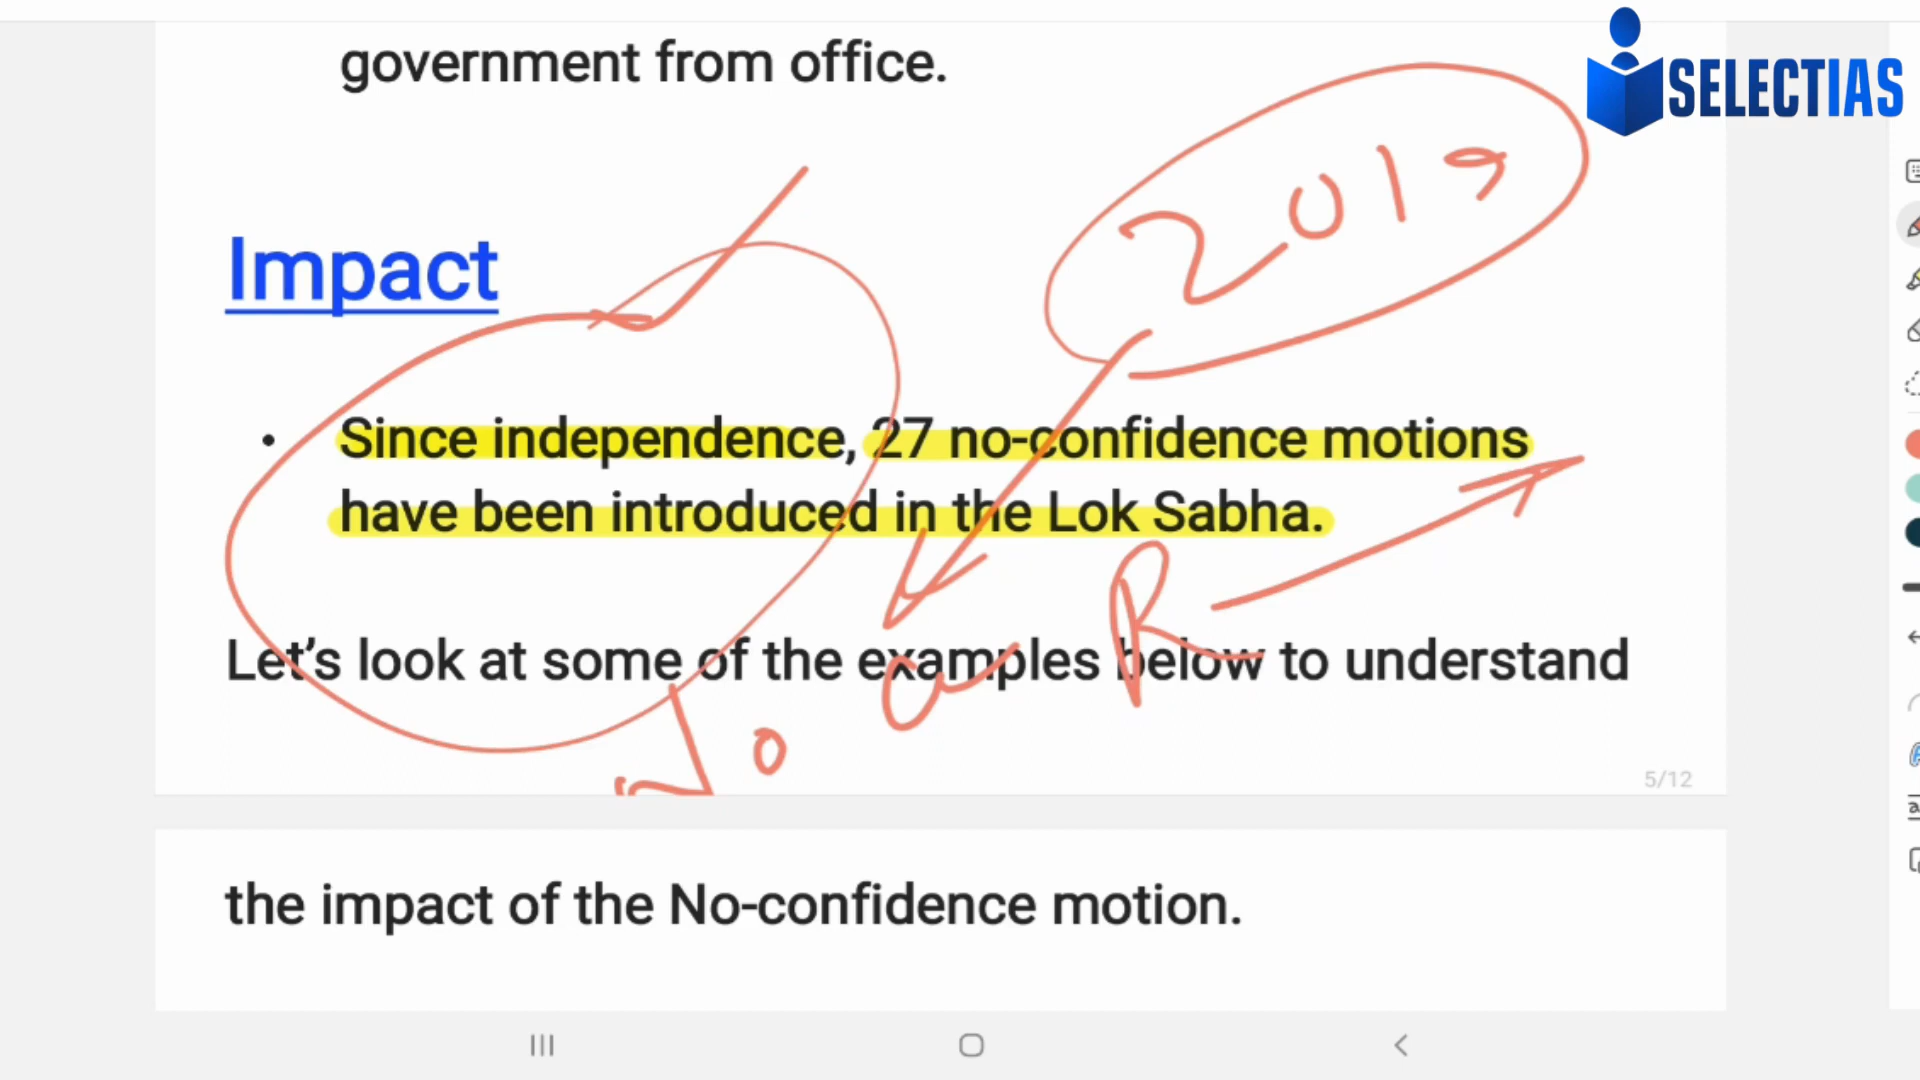 government from office.
SELECTIAS
2019
Impact
• Since independence, 27 no-confidence motions
have been introduced in the Lok Sabha.
R
Let's look at some of the examples below to understand
5/12
the impact of the No-confidence motion.